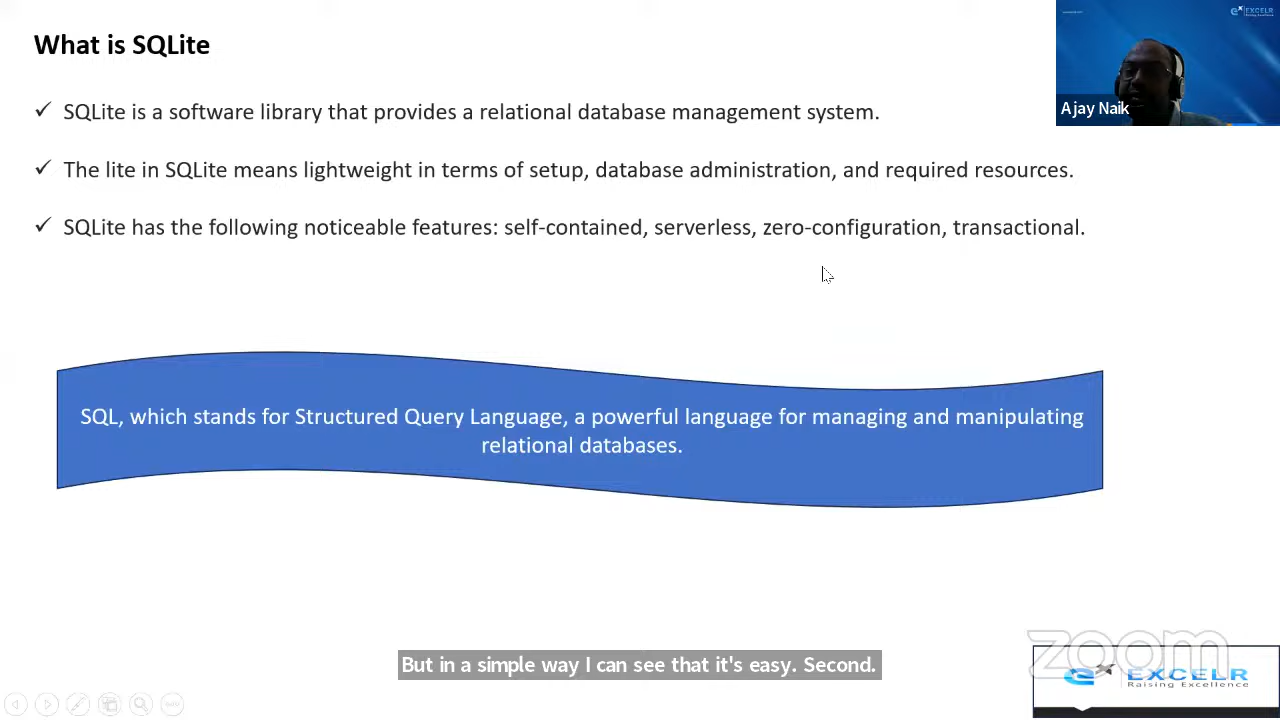 What is SQLite
EXCELR
Raising Excellence
Ajay Naik
✓ SQLite is a software library that provides a relational database management system.
✓ The lite in SQLite means lightweight in terms of setup, database administration, and required resources.
✓ SQLite has the following noticeable features: self-contained, serverless, zero-configuration, transactional.
SQL, which stands for Structured Query Language, a powerful language for managing and manipulating
relational databases.
But in a simple way I can see that it's easy. Second.
zoom
EXCELR
Raising Excellence